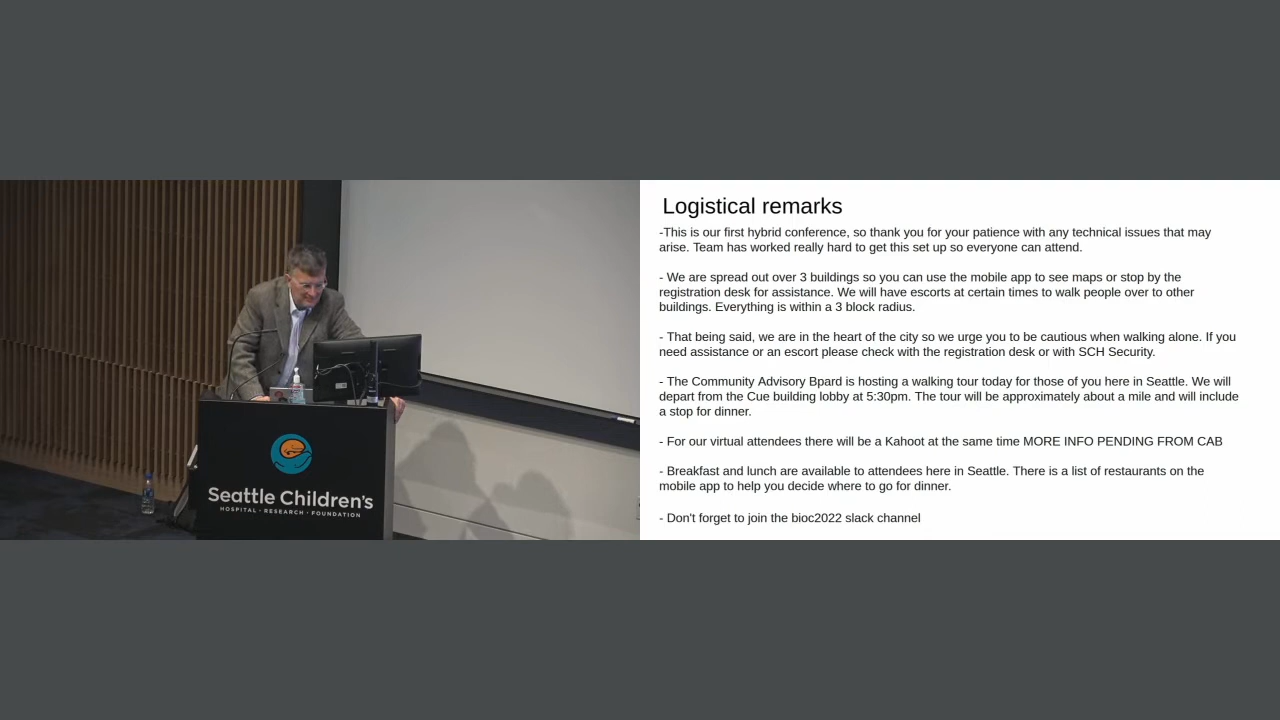 Seattle Children's
HOSPITAL · RESEARCH · FOUNDATION
Logistical remarks
-This is our first hybrid conference, so thank you for your patience with any technical issues that may
arise. Team has worked really hard to get this set up so everyone can attend.
- We are spread out over 3 buildings so you can use the mobile app to see maps or stop by the
registration desk for assistance. We will have escorts at certain times to walk people over to other
buildings. Everything is within a 3 block radius.
- That being said, we are in the heart of the city so we urge you to be cautious when walking alone. If you
need assistance or an escort please check with the registration desk or with SCH Security.
- The Community Advisory Bpard is hosting a walking tour today for those of you here in Seattle. We will
depart from the Cue building lobby at 5:30pm. The tour will be approximately about a mile and will include
a stop for dinner.
- For our virtual attendees there will be a Kahoot at the same time MORE INFO PENDING FROM CAB
- Breakfast and lunch are available to attendees here in Seattle. There is a list of restaurants on the
mobile app to help you decide where to go for dinner.
- Don't forget to join the bioc2022 slack channel